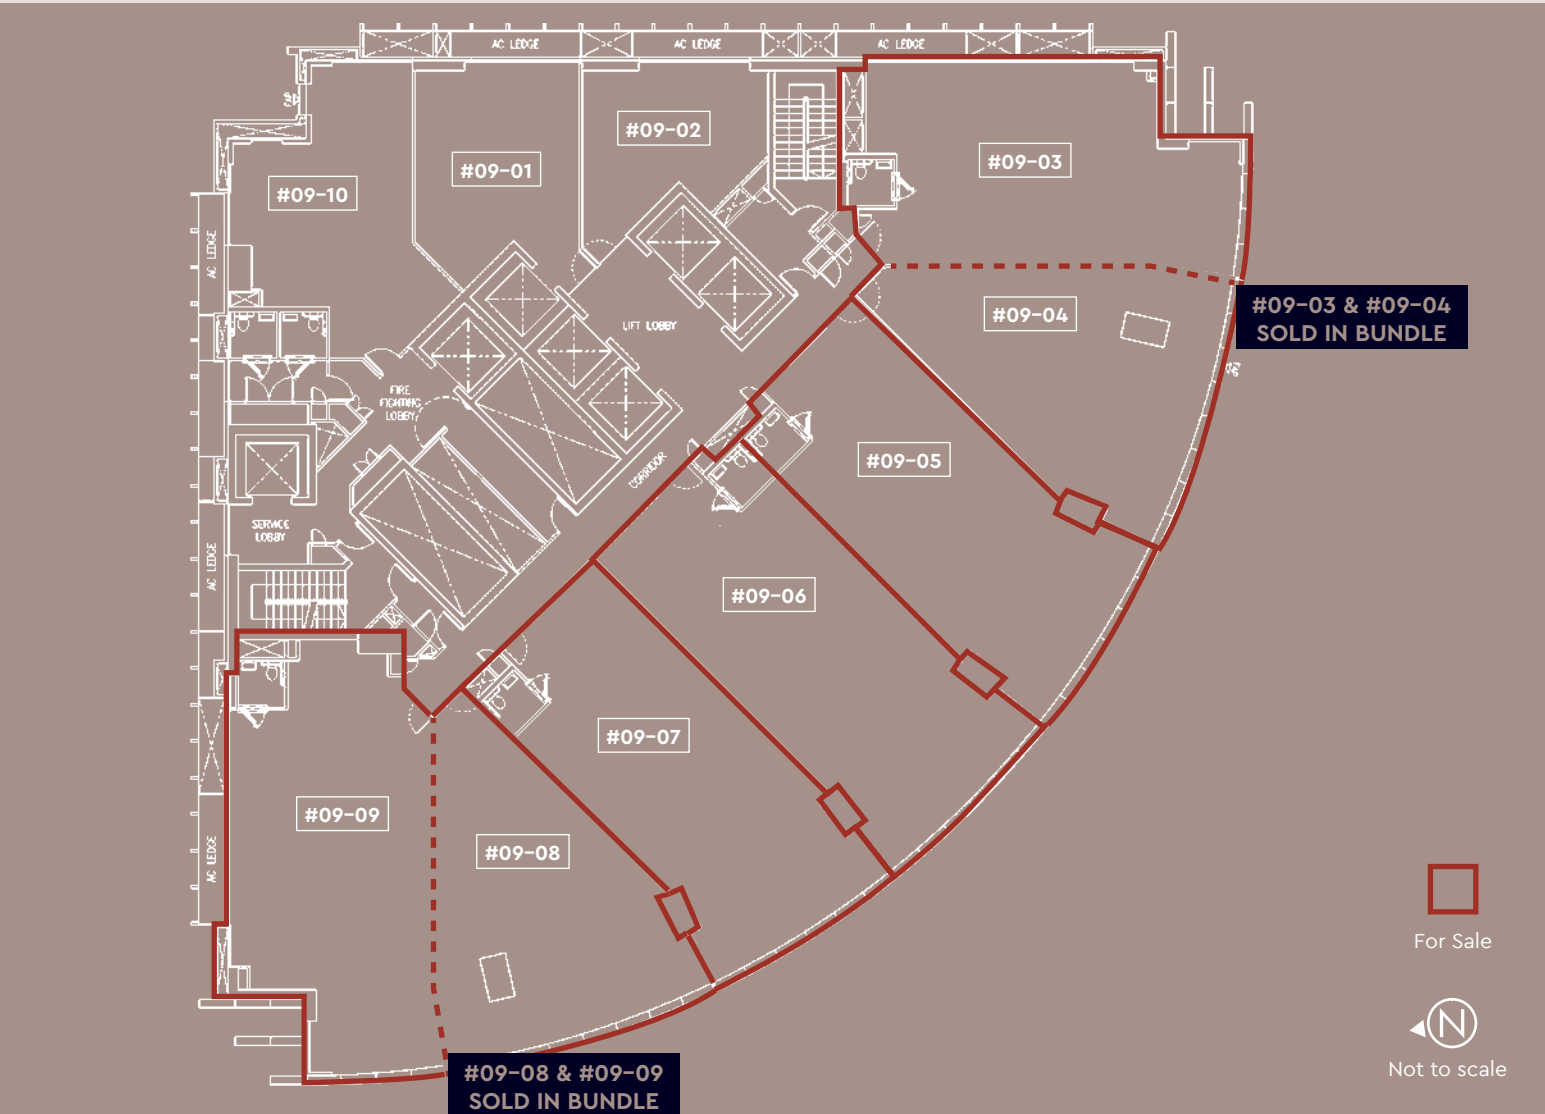 AC LEDGE
AC LEDGE
AC LEDGE
#09-02
#09-03
#09-01
#09-10
AC LEDGE
#09-03 & #09-04
SOLD IN BUNDLE
#09-04
LIFT LOBBY
FIRE
FIGHTING
LOBBY
#09-05
CORRIDOR
SERVICE
LOBBY
AC LEDGE
#09-06
#09-07
#09-09
#09-08
AC LEDGE
For Sale
N
Not to scale
#09-08 & #09-09
SOLD IN BUNDLE